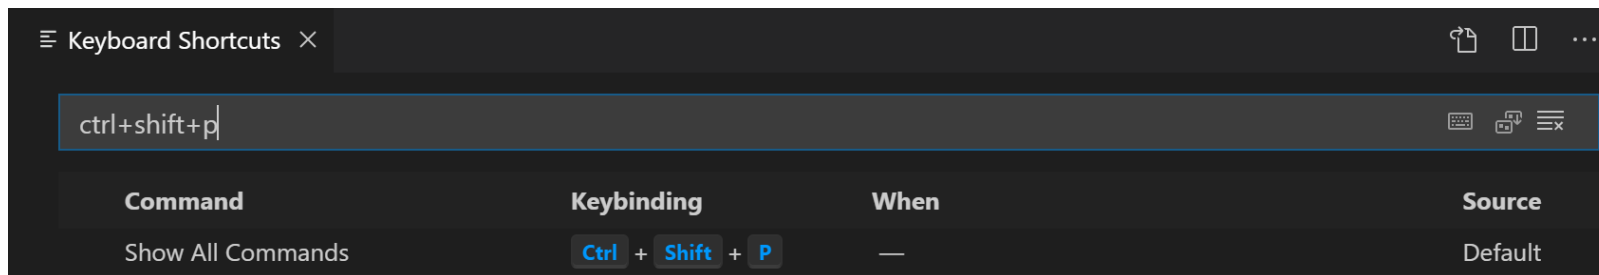 Keyboard Shortcuts
ctrl+shift+p
Command Keybinding When Source
Show All Commands Ctrl + Shift + P — Default